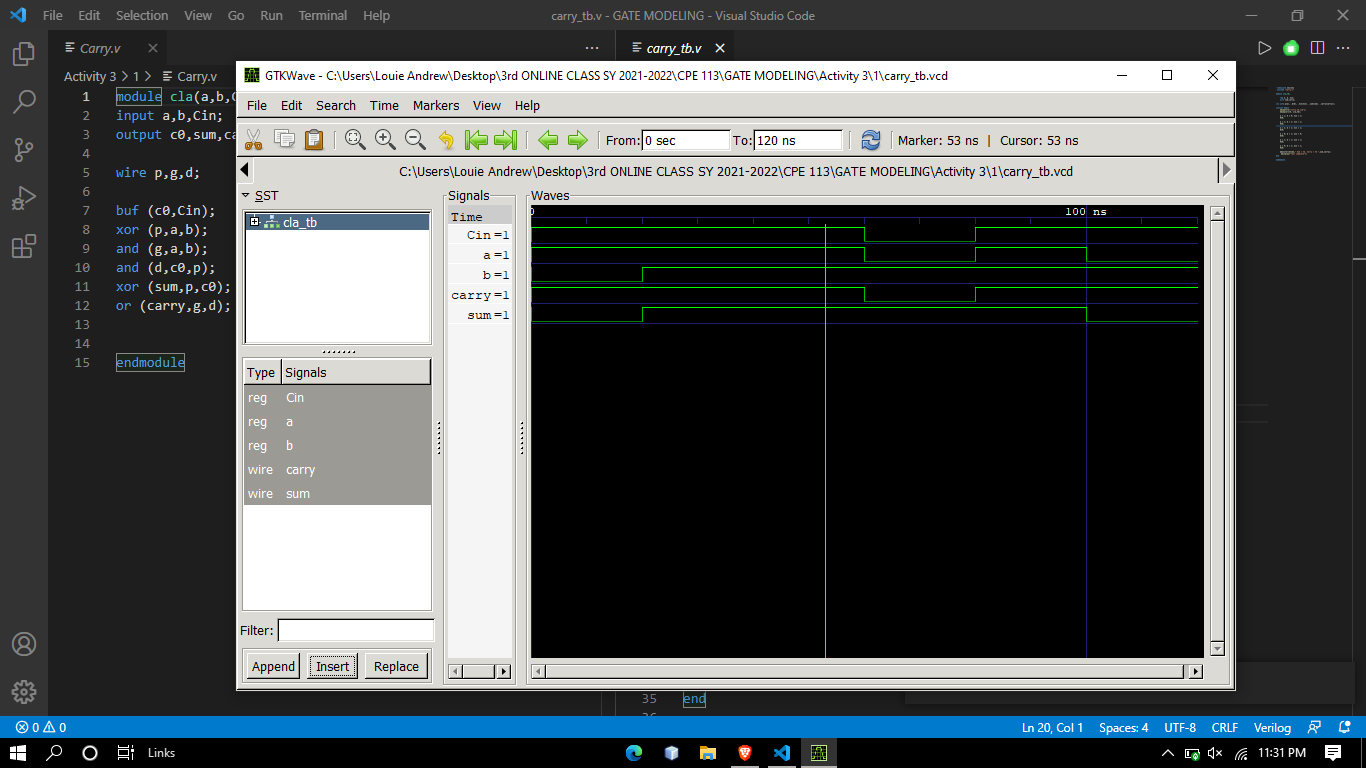 File Edit Selection View Go Run Terminal Help
carry_tb.v - GATE MODELING - Visual Studio Code
Carry.v
carry_tb.v
Activity 3 > 1 > Carry.v
1 module cla(a,b,
2 input a,b,Cin;
3 output c0,sum,ca
4
5 wire p,g,d;
6
7 buf (c0,Cin);
8 xor (p,a,b);
9 and (g,a,b);
10 and (d,c0,p);
11 xor (sum,p,c0);
12 or (carry,g,d);
13
14
15 endmodule
GTKWave - C:\Users\Louie Andrew\Desktop\3rd ONLINE CLASS SY 2021-2022\CPE 113\GATE MODELING\Activity 3\1\carry_tb.vcd
File Edit Search Time Markers View Help
From: 0 sec To: 120 ns Marker: 53 ns | Cursor: 53 ns
C:\Users\Louie Andrew\Desktop\3rd ONLINE CLASS SY 2021-2022\CPE 113\GATE MODELING\Activity 3\1\carry_tb.vcd
SST
cla_tb
Type Signals
reg Cin
reg a
reg b
wire carry
wire sum
Filter:
Append Insert Replace
Signals
Time
Cin =1
a =1
b =1
carry =1
sum =1
Waves
0 100 ns
35 end
0 0
Ln 20, Col 1 Spaces: 4 UTF-8 CRLF Verilog
Links
11:31 PM